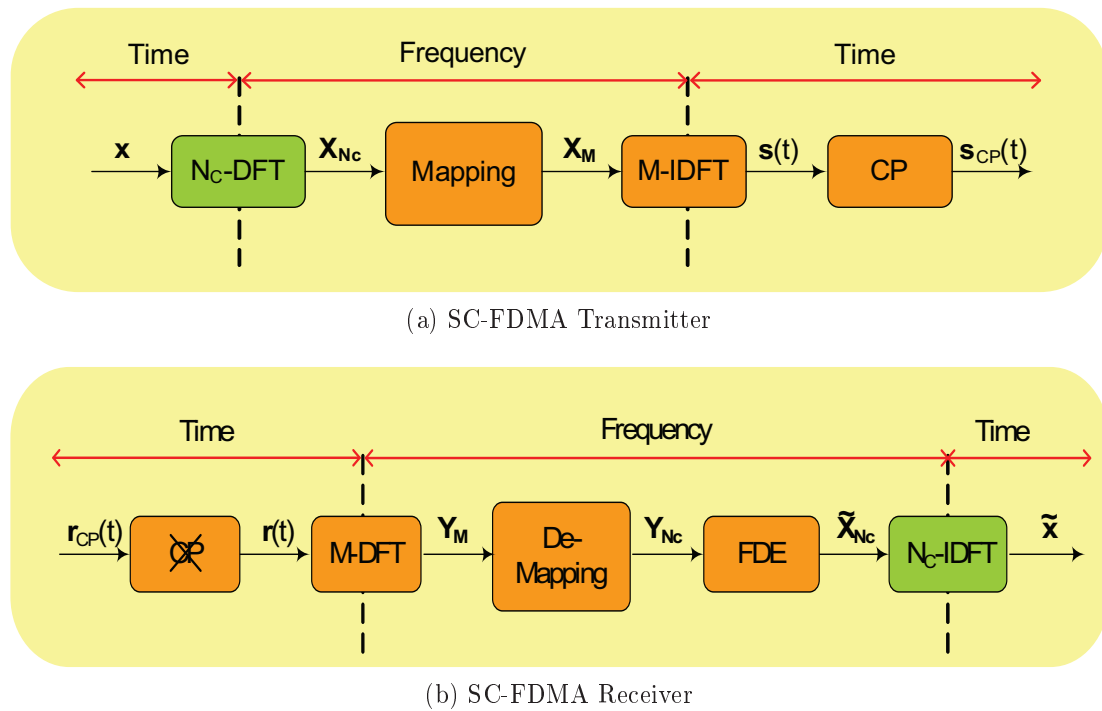 Time Frequency Time
x N_C-DFT X_Nc Mapping X_M M-IDFT s(t) CP s_CP(t)
(a) SC-FDMA Transmitter
Time Frequency Time
r_CP(t) CP r(t) M-DFT Y_M De-Mapping Y_Nc FDE X̃_Nc N_C-IDFT x̃
(b) SC-FDMA Receiver